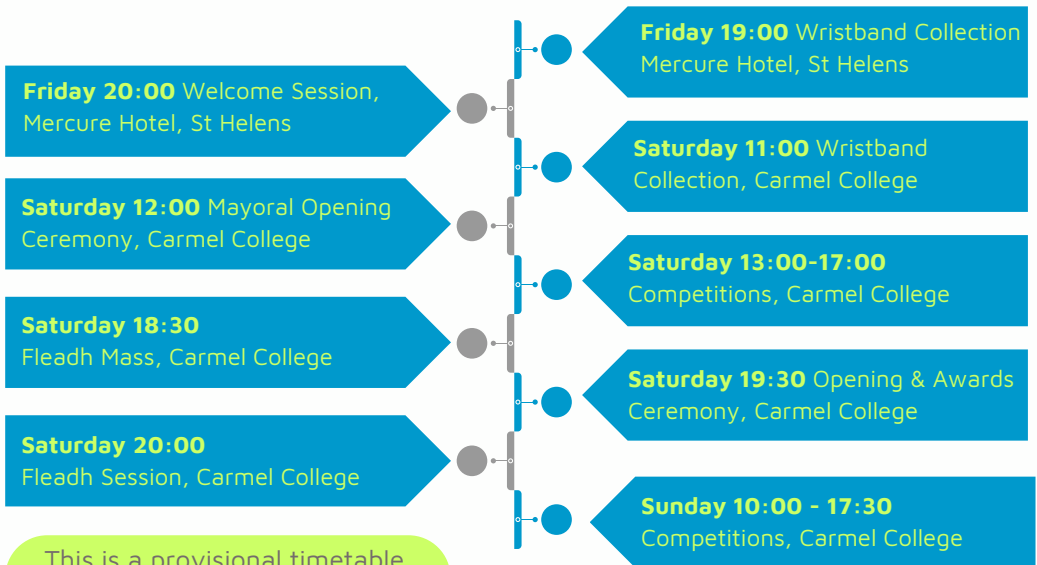 Friday 19:00 Wristband Collection
Mercure Hotel, St Helens
Friday 20:00 Welcome Session,
Mercure Hotel, St Helens
Saturday 11:00 Wristband
Collection, Carmel College
Saturday 12:00 Mayoral Opening
Ceremony, Carmel College
Saturday 13:00-17:00
Competitions, Carmel College
Saturday 18:30
Fleadh Mass, Carmel College
Saturday 19:30 Opening & Awards
Ceremony, Carmel College
Saturday 20:00
Fleadh Session, Carmel College
Sunday 10:00 - 17:30
Competitions, Carmel College
This is a provisional timetable